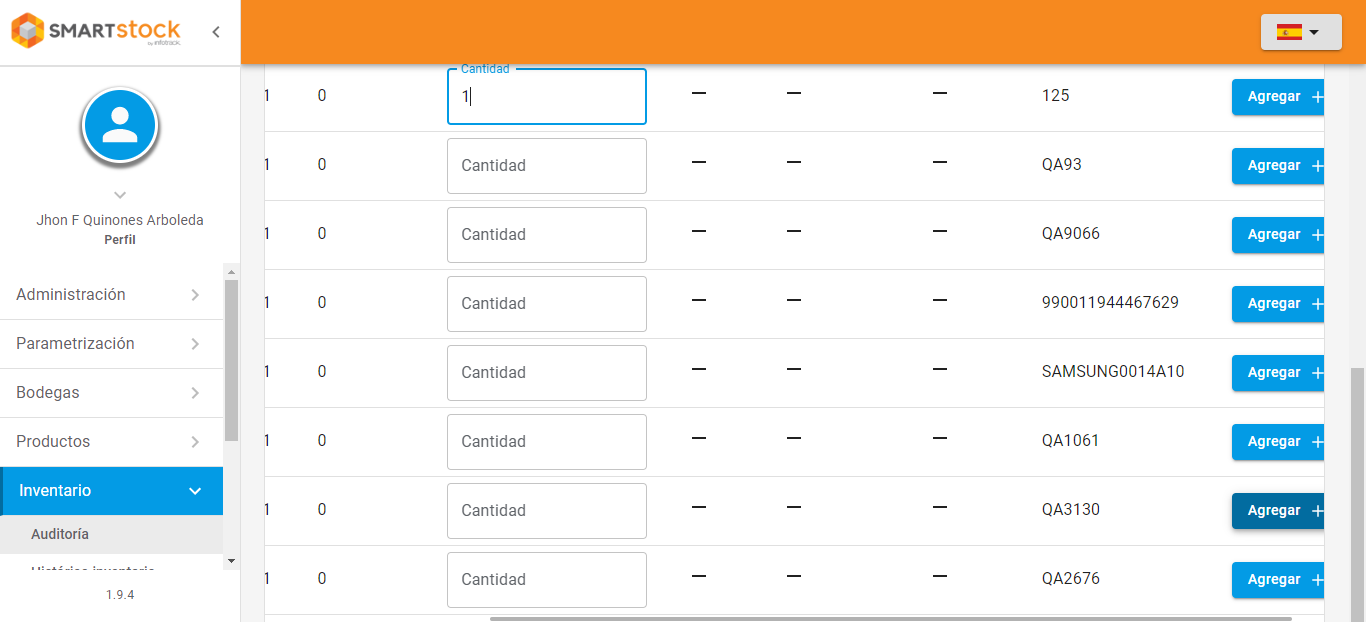 SMARTstock
by infotrack.
Jhon F Quinones Arboleda
Perfil
Administración
Parametrización
Bodegas
Productos
Inventario
Auditoría
Histórico inventario
1.9.4
Cantidad
1 0 1 — — — 125 Agregar +
1 0 Cantidad — — — QA93 Agregar +
1 0 Cantidad — — — QA9066 Agregar +
1 0 Cantidad — — — 990011944467629 Agregar +
1 0 Cantidad — — — SAMSUNG0014A10 Agregar +
1 0 Cantidad — — — QA1061 Agregar +
1 0 Cantidad — — — QA3130 Agregar +
1 0 Cantidad — — — QA2676 Agregar +